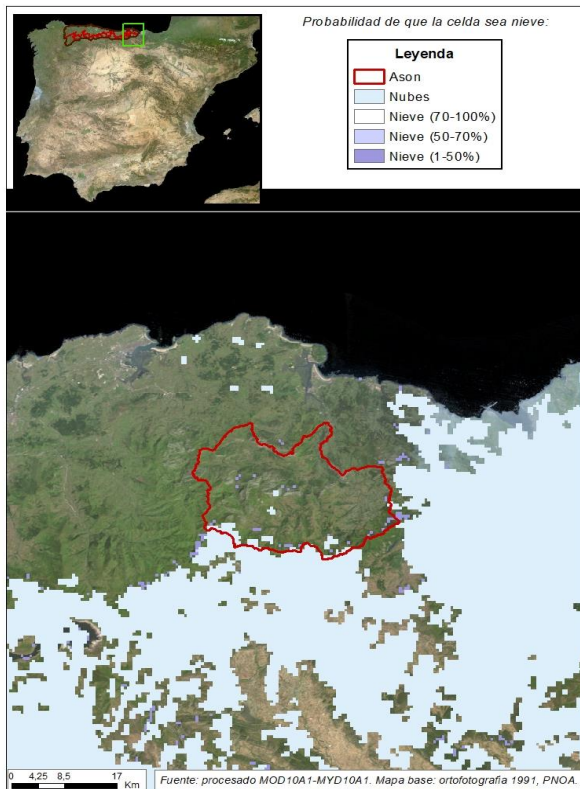 Probabilidad de que la celda sea nieve:
Leyenda
Ason
Nubes
Nieve (70-100%)
Nieve (50-70%)
Nieve (1-50%)
0 4,25 8,5 17
Km
Fuente: procesado MOD10A1-MYD10A1. Mapa base: ortofotografia 1991, PNOA.